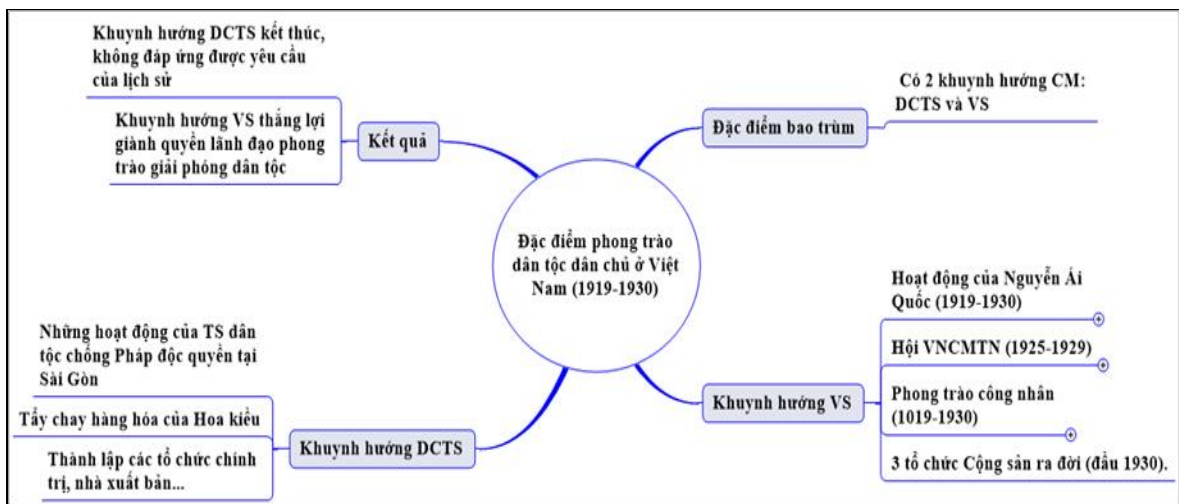 Đặc điểm phong trào
dân tộc dân chủ ở Việt
Nam (1919-1930)
Đặc điểm bao trùm
Có 2 khuynh hướng CM:
DCTS và VS
Khuynh hướng VS
Hoạt động của Nguyễn Ái
Quốc (1919-1930)
Hội VNCMTN (1925-1929)
Phong trào công nhân
(1019-1930)
3 tổ chức Cộng sản ra đời (đầu 1930).
Khuynh hướng DCTS
Những hoạt động của TS dân
tộc chống Pháp độc quyền tại
Sài Gòn
Tẩy chay hàng hóa của Hoa kiều
Thành lập các tổ chức chính
trị, nhà xuất bản...
Kết quả
Khuynh hướng DCTS kết thúc,
không đáp ứng được yêu cầu
của lịch sử
Khuynh hướng VS thắng lợi
giành quyền lãnh đạo phong
trào giải phóng dân tộc